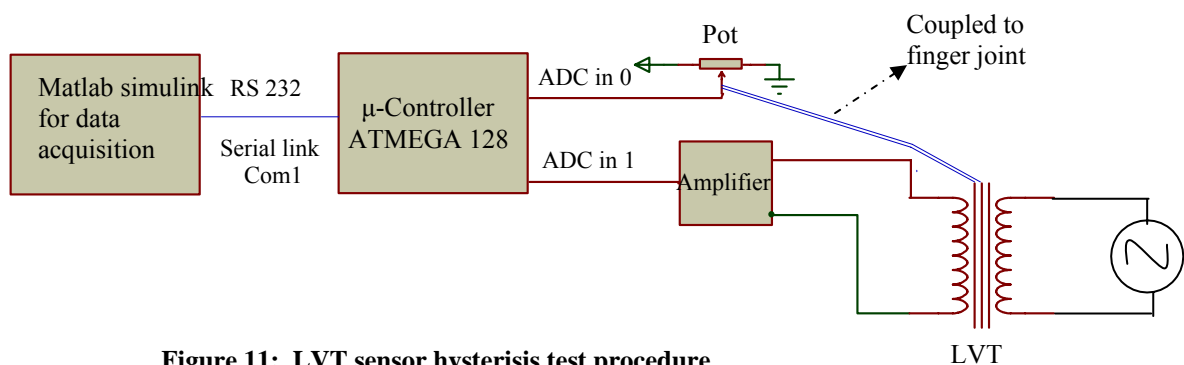 Matlab simulink
for data
acquisition
RS 232
Serial link
Com1
μ-Controller
ATMEGA 128
ADC in 0
ADC in 1
Pot
Amplifier
Coupled to
finger joint
LVT
Figure 11: LVT sensor hysterisis test procedure